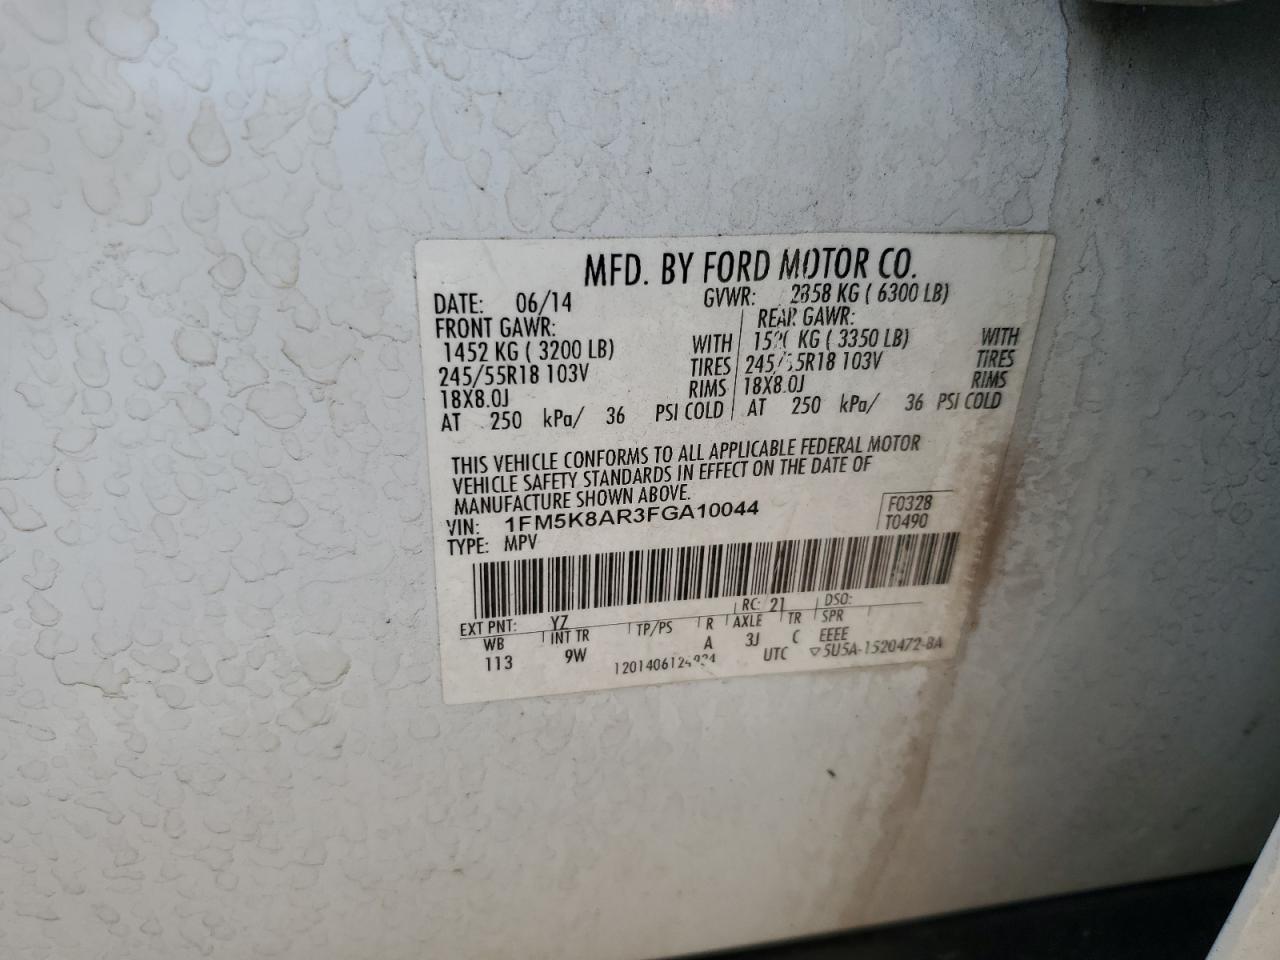 MFD. BY FORD MOTOR CO.
DATE: 06/14 GVWR: 2858 KG ( 6300 LB)
FRONT GAWR: REAR GAWR:
1452 KG ( 3200 LB) WITH KG ( 3350 LB) WITH
245/55R18 103V TIRES 245/55R18 103V TIRES
18X8.0J RIMS 18X8.0J RIMS
AT 250 kPa/ 36 PSI COLD AT 250 kPa/ 36 PSI COLD
THIS VEHICLE CONFORMS TO ALL APPLICABLE FEDERAL MOTOR
VEHICLE SAFETY STANDARDS IN EFFECT ON THE DATE OF
MANUFACTURE SHOWN ABOVE.
VIN: 1FM5K8AR3FGA10044 F0328
TYPE: MPV T0490
EXT PNT: YZ RC: 21 DSO:
WB INT TR TP/PS R AXLE TR SPR
113 9W A 3J C EEEE
UTC ▽5U5A-1520472-BA